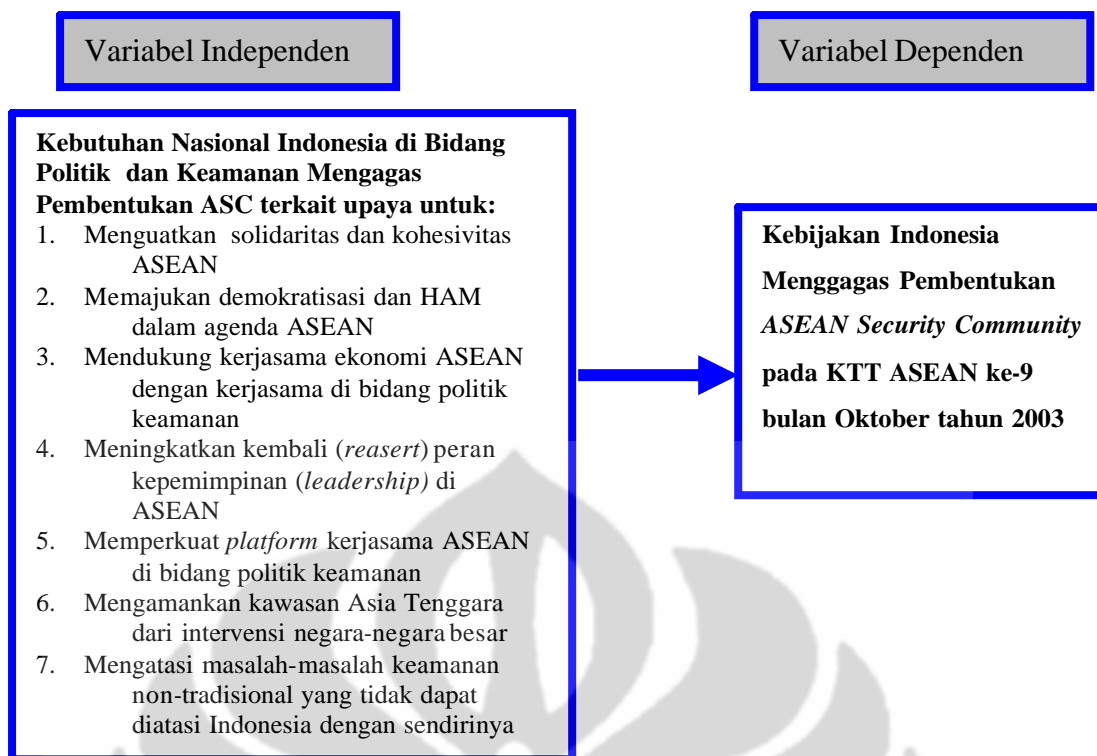 Variabel Independen
Variabel Dependen
Kebutuhan Nasional Indonesia di Bidang
Politik dan Keamanan Mengagas
Pembentukan ASC terkait upaya untuk:
1. Menguatkan solidaritas dan kohesivitas
ASEAN
2. Memajukan demokratisasi dan HAM
dalam agenda ASEAN
3. Mendukung kerjasama ekonomi ASEAN
dengan kerjasama di bidang politik
keamanan
4. Meningkatkan kembali (reasert) peran
kepemimpinan (leadership) di
ASEAN
5. Memperkuat platform kerjasama ASEAN
di bidang politik keamanan
6. Mengamankan kawasan Asia Tenggara
dari intervensi negara-negara besar
7. Mengatasi masalah-masalah keamanan
non-tradisional yang tidak dapat
diatasi Indonesia dengan sendirinya
Kebijakan Indonesia
Menggagas Pembentukan
ASEAN Security Community
pada KTT ASEAN ke-9
bulan Oktober tahun 2003